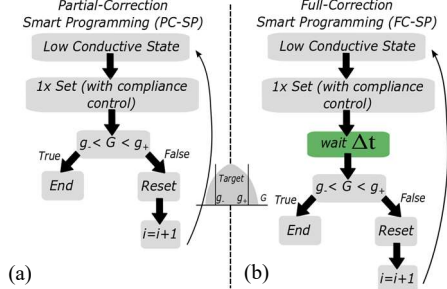 Partial-Correction
Smart Programming (PC-SP)
Low Conductive State
1x Set (with compliance
control)
g-< G < g+
True
False
End
Reset
i=i+1
(a)
Target
g-
g+
G
Full-Correction
Smart Programming (FC-SP)
Low Conductive State
1x Set (with compliance
control)
wait Δt
g-< G < g+
True
False
End
Reset
i=i+1
(b)